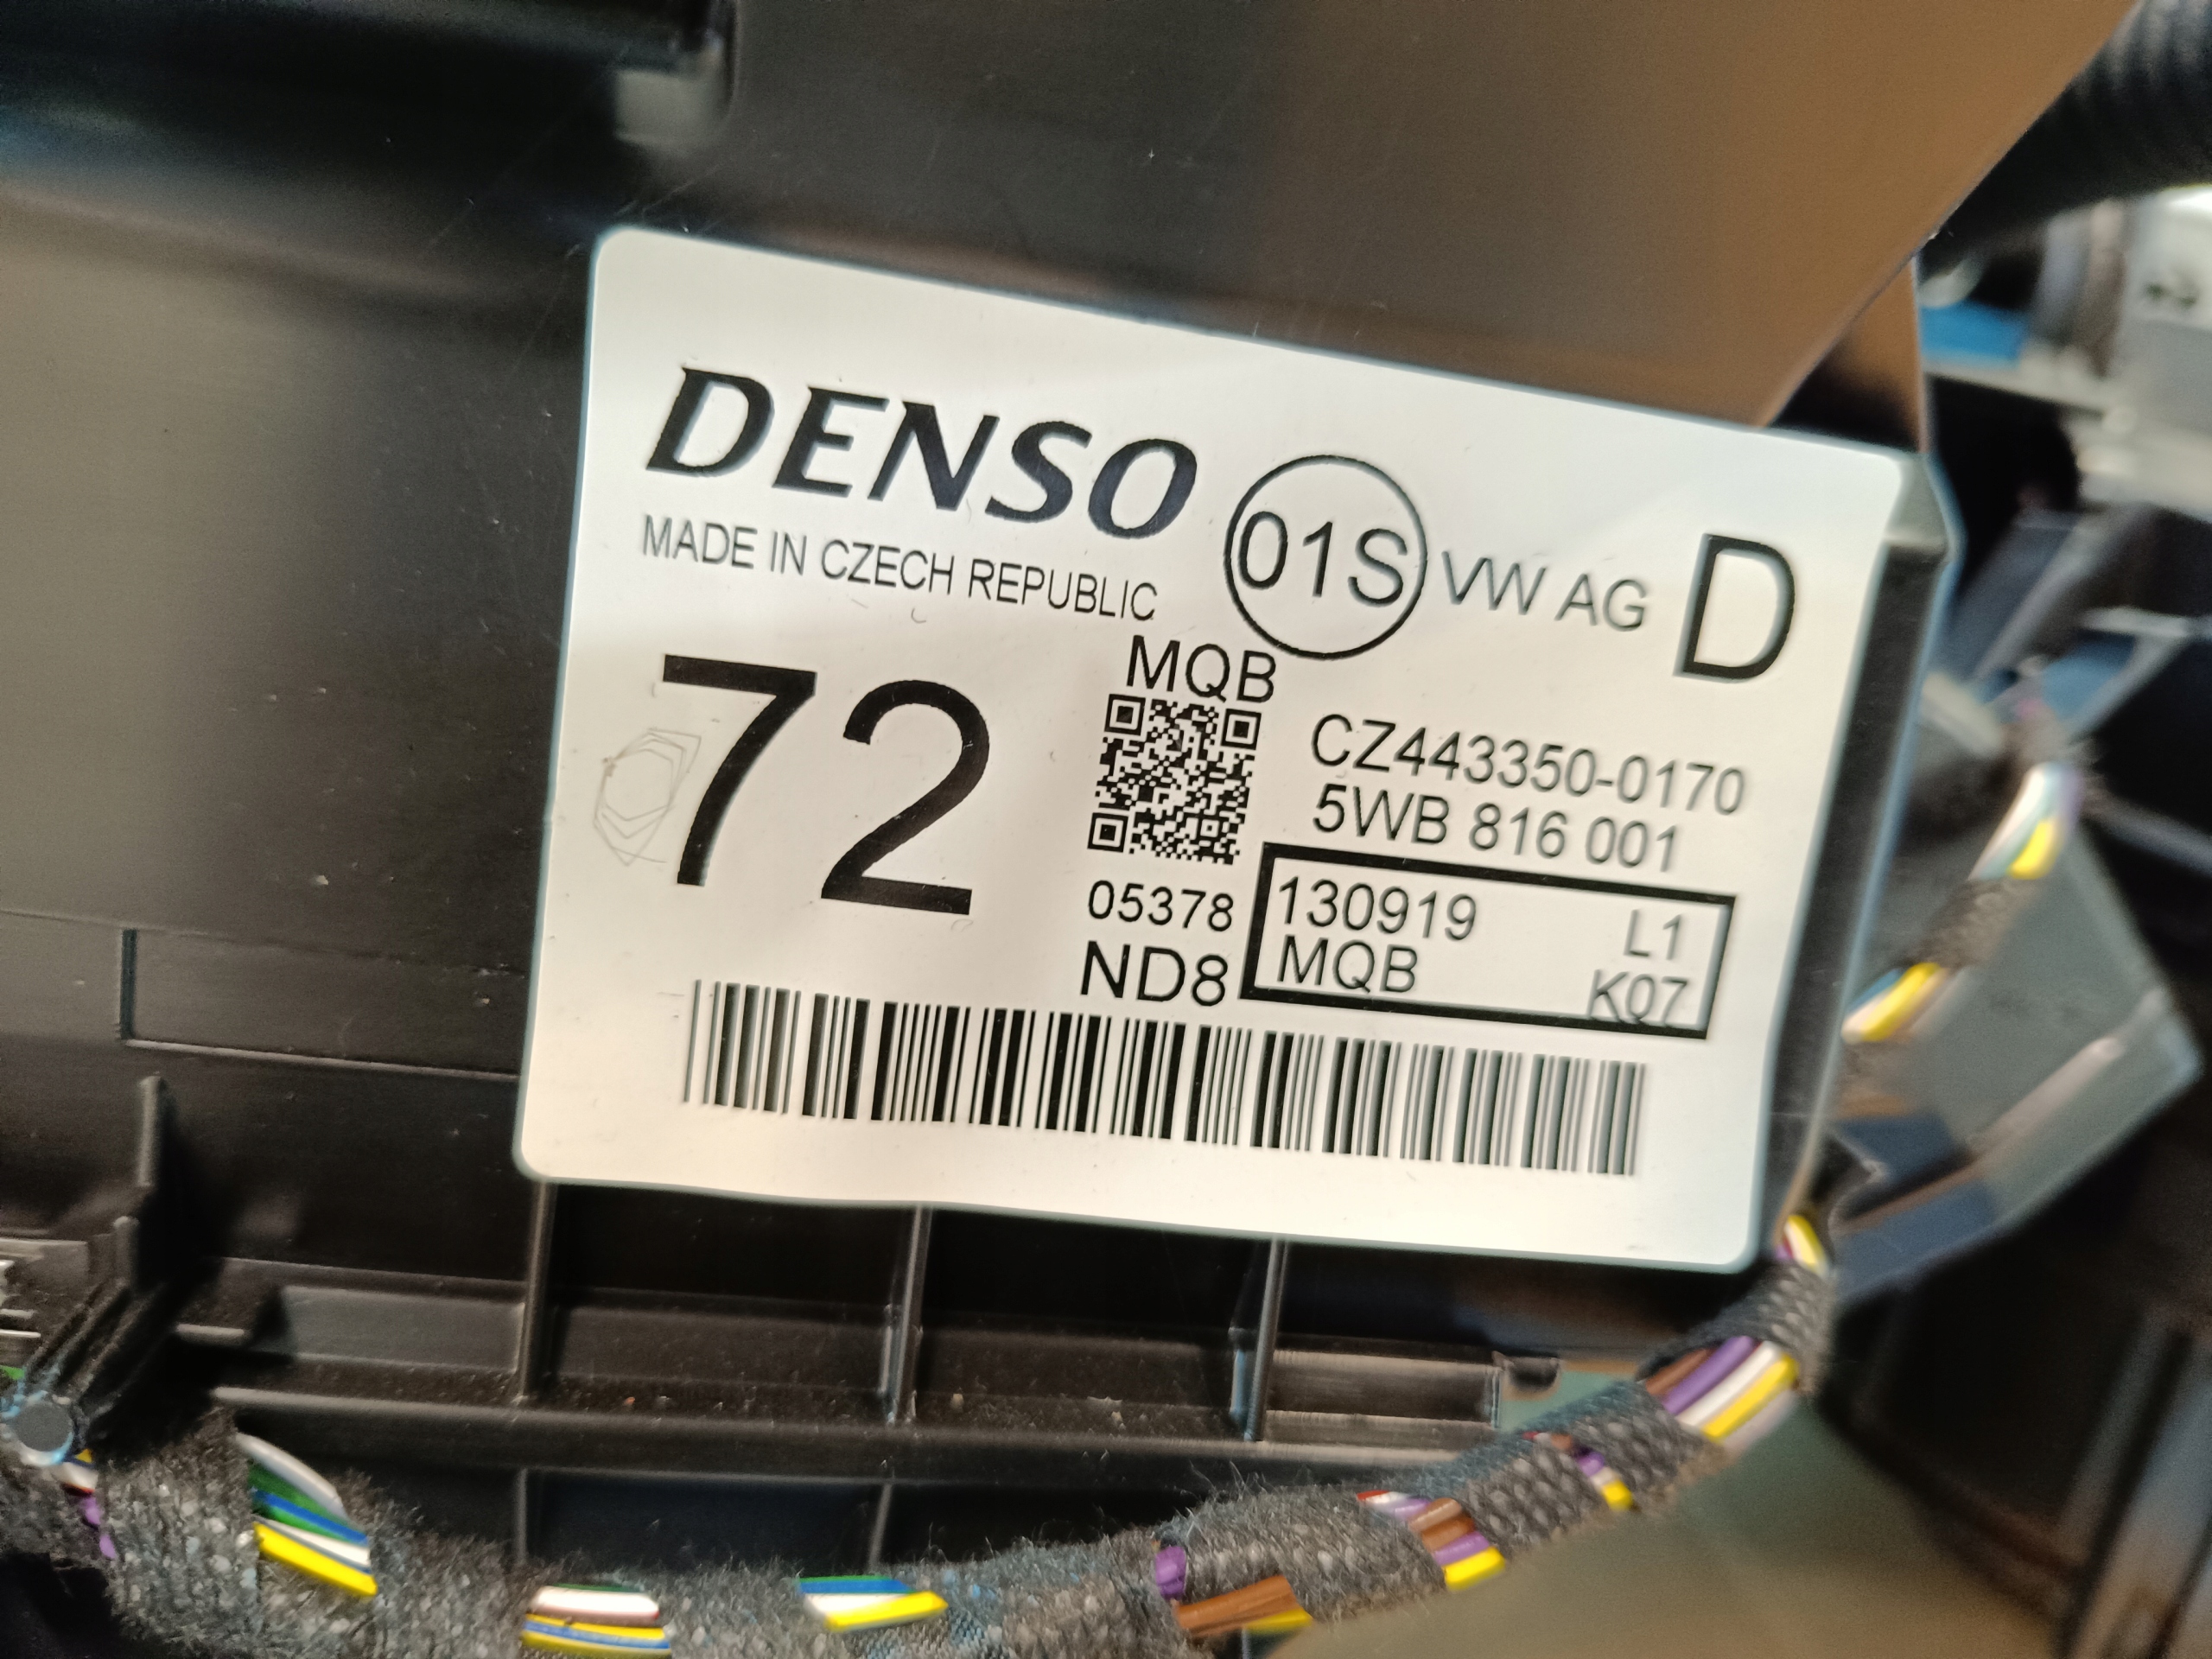 DENSO
01S VW AG D
MADE IN CZECH REPUBLIC
72
MQB
CZ443350-0170
5WB 816 001
05378
130919 L1
ND8
MQB K07